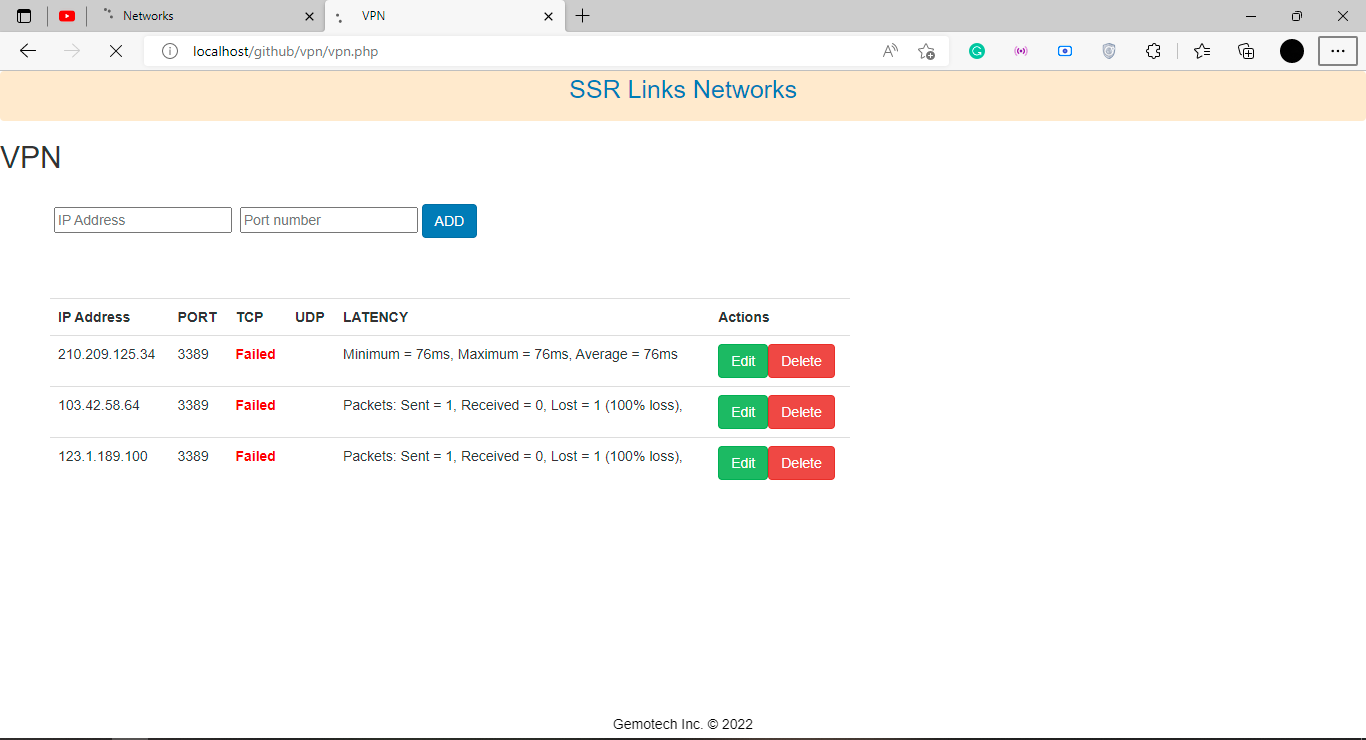 Networks VPN
localhost/github/vpn/vpn.php
SSR Links Networks
VPN
IP Address Port number ADD
IP Address PORT TCP UDP LATENCY Actions
210.209.125.34 3389 Failed Minimum = 76ms, Maximum = 76ms, Average = 76ms Edit Delete
103.42.58.64 3389 Failed Packets: Sent = 1, Received = 0, Lost = 1 (100% loss), Edit Delete
123.1.189.100 3389 Failed Packets: Sent = 1, Received = 0, Lost = 1 (100% loss), Edit Delete
Gemotech Inc. © 2022